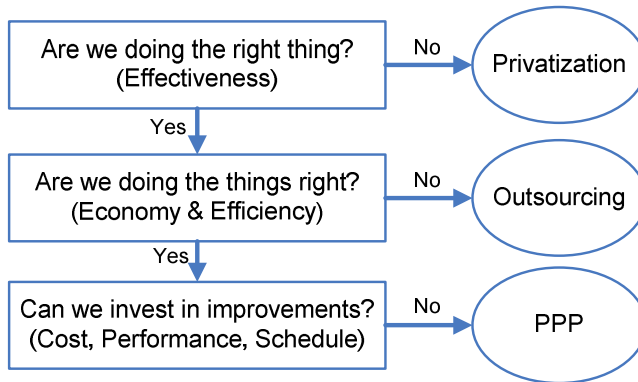 Are we doing the right thing?
(Effectiveness)
No
Privatization
Yes
Are we doing the things right?
(Economy & Efficiency)
No
Outsourcing
Yes
Can we invest in improvements?
(Cost, Performance, Schedule)
No
PPP